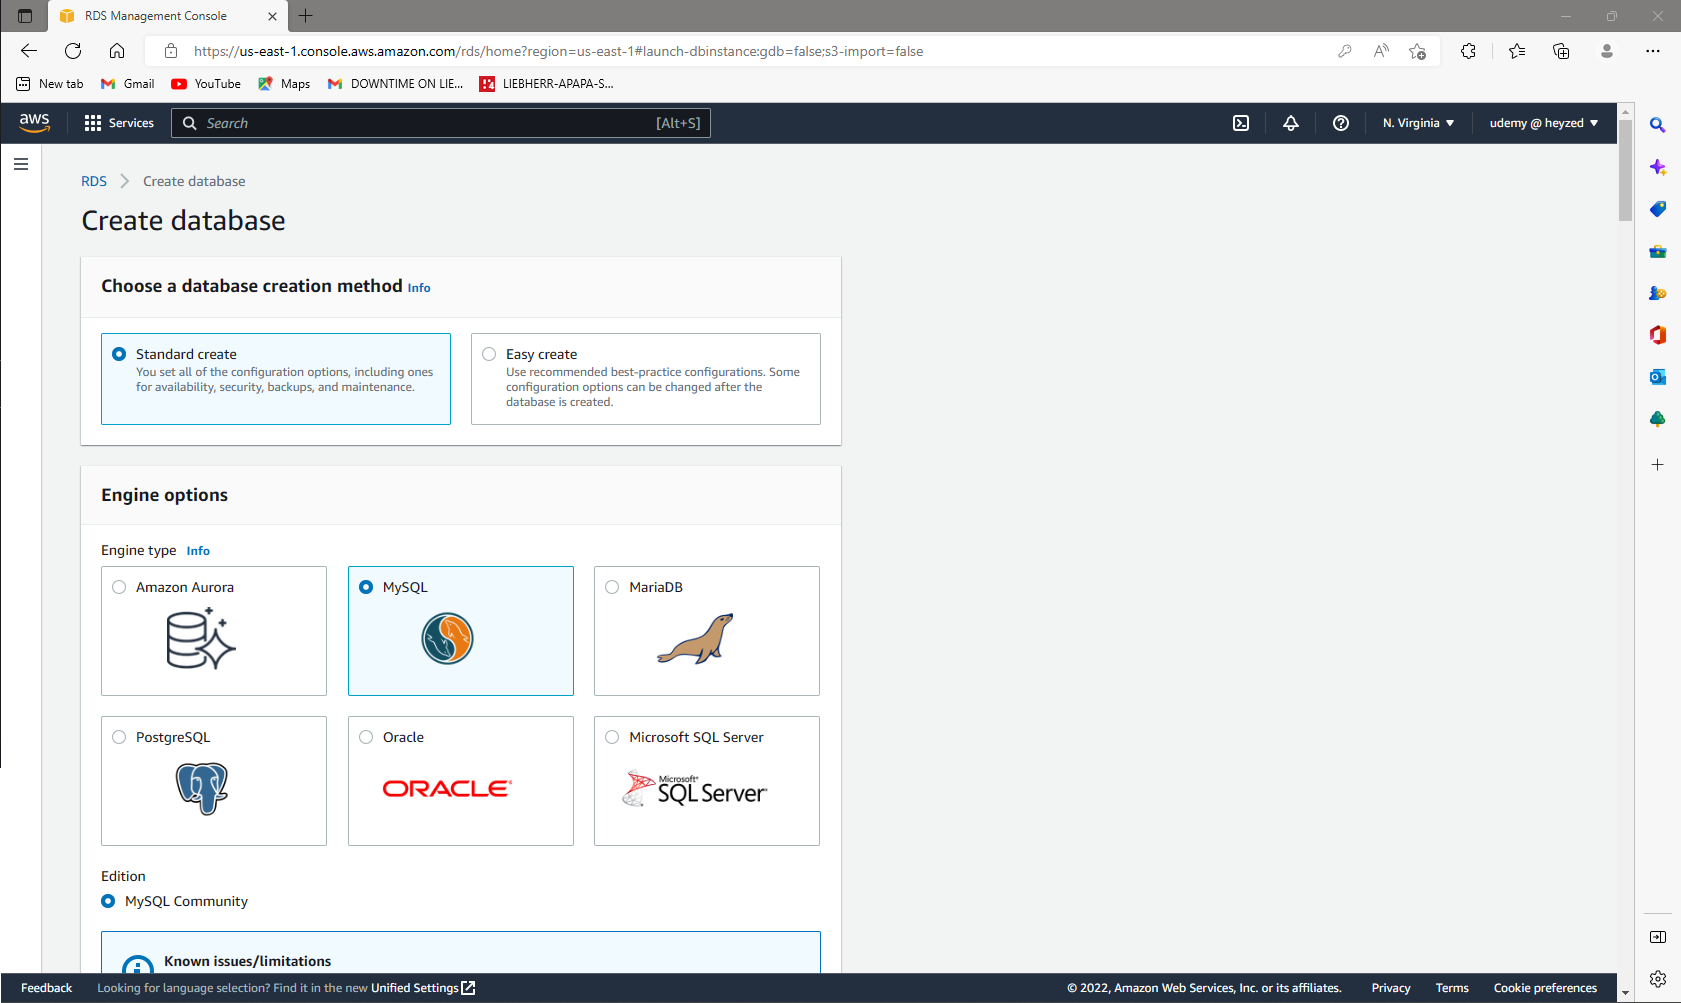 RDS Management Console
https://us-east-1.console.aws.amazon.com/rds/home?region=us-east-1#launch-dbinstance:gdb=false;s3-import=false
New tab
Gmail
YouTube
Maps
DOWNTIME ON LIE...
LIEBHERR-APAPA-S...
aws
Services
Search
[Alt+S]
N. Virginia
udemy @ heyzed
RDS
Create database
Create database
Choose a database creation method Info
Standard create
You set all of the configuration options, including ones
for availability, security, backups, and maintenance.
Easy create
Use recommended best-practice configurations. Some
configuration options can be changed after the
database is created.
Engine options
Engine type Info
Amazon Aurora
MySQL
MariaDB
PostgreSQL
Oracle
ORACLE
Microsoft SQL Server
Microsoft
SQL Server
Edition
MySQL Community
Known issues/limitations
Feedback
Looking for language selection? Find it in the new Unified Settings
© 2022, Amazon Web Services, Inc. or its affiliates.
Privacy
Terms
Cookie preferences